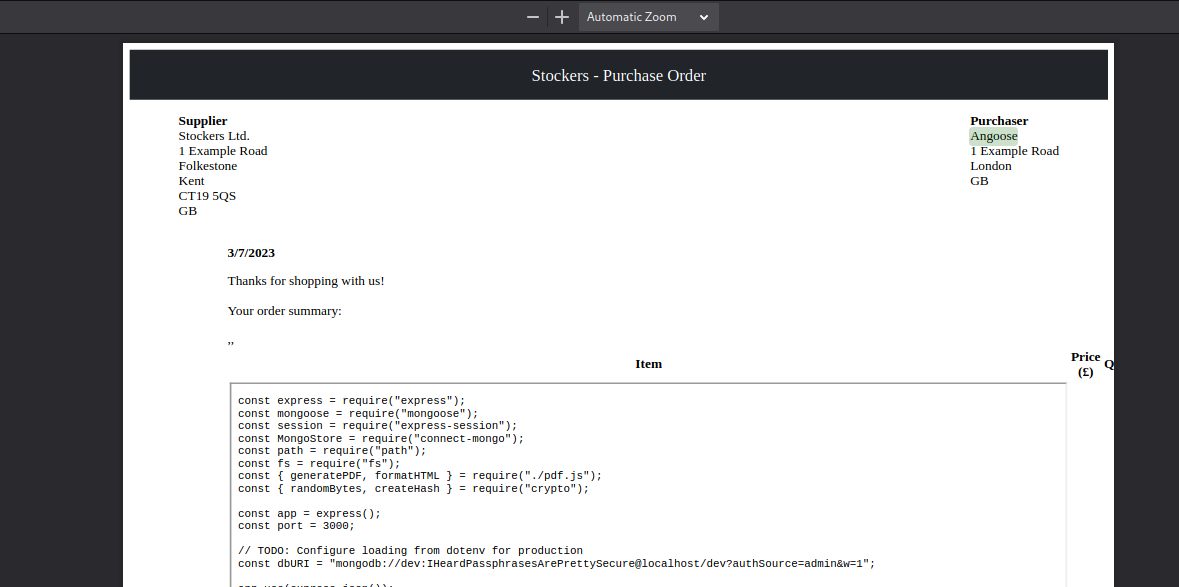 Automatic Zoom
Stockers - Purchase Order
Supplier
Stockers Ltd.
1 Example Road
Folkestone
Kent
CT19 5QS
GB
Purchaser
Angoose
1 Example Road
London
GB
3/7/2023
Thanks for shopping with us!
Your order summary:
,,
Item
Price
(£)
Q
const express = require("express");
const mongoose = require("mongoose");
const session = require("express-session");
const MongoStore = require("connect-mongo");
const path = require("path");
const fs = require("fs");
const { generatePDF, formatHTML } = require("./pdf.js");
const { randomBytes, createHash } = require("crypto");
const app = express();
const port = 3000;
// TODO: Configure loading from dotenv for production
const dbURI = "mongodb://dev:IHeardPassphrasesArePrettySecure@localhost/dev?authSource=admin&w=1";